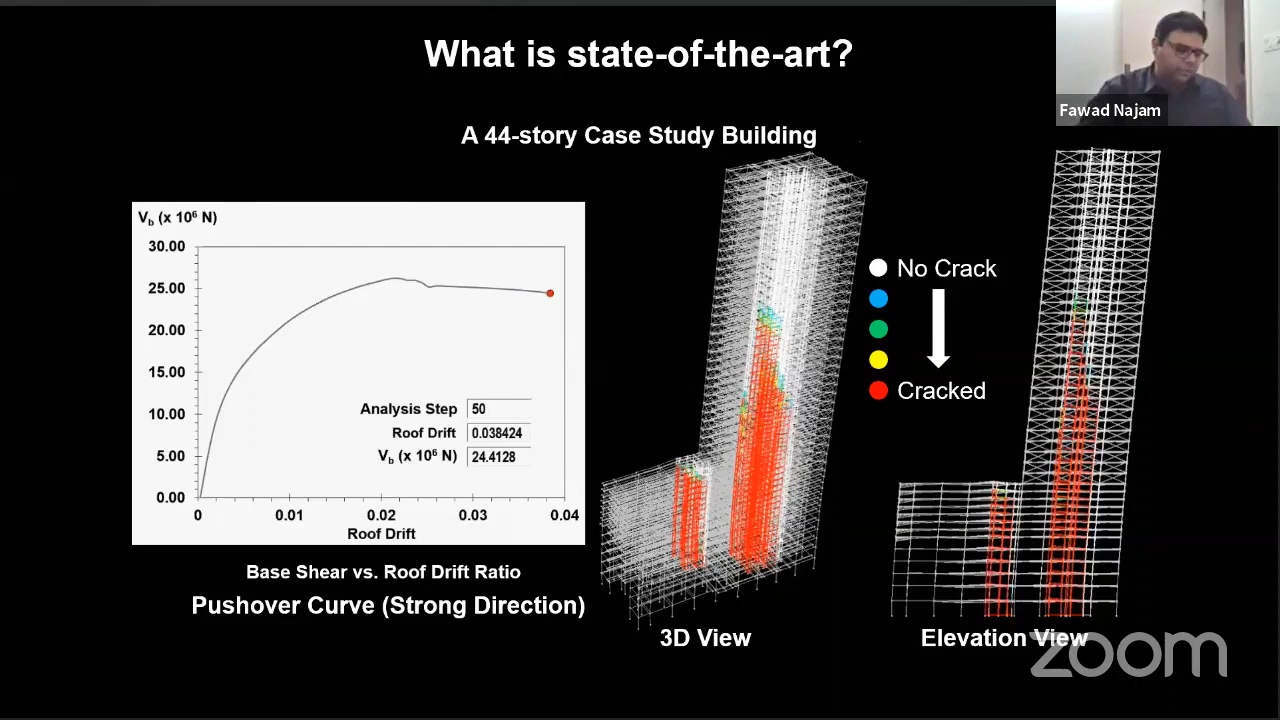 What is state-of-the-art?
Fawad Najam
A 44-story Case Study Building
Vb (x 10⁶ N)
30.00
25.00
20.00
15.00
10.00
5.00
0.00
0 0.01 0.02 0.03 0.04
Roof Drift
Analysis Step 50
Roof Drift 0.038424
Vb (x 10⁶ N) 24.4128
Base Shear vs. Roof Drift Ratio
Pushover Curve (Strong Direction)
No Crack
Cracked
3D View
Elevation View
zoom